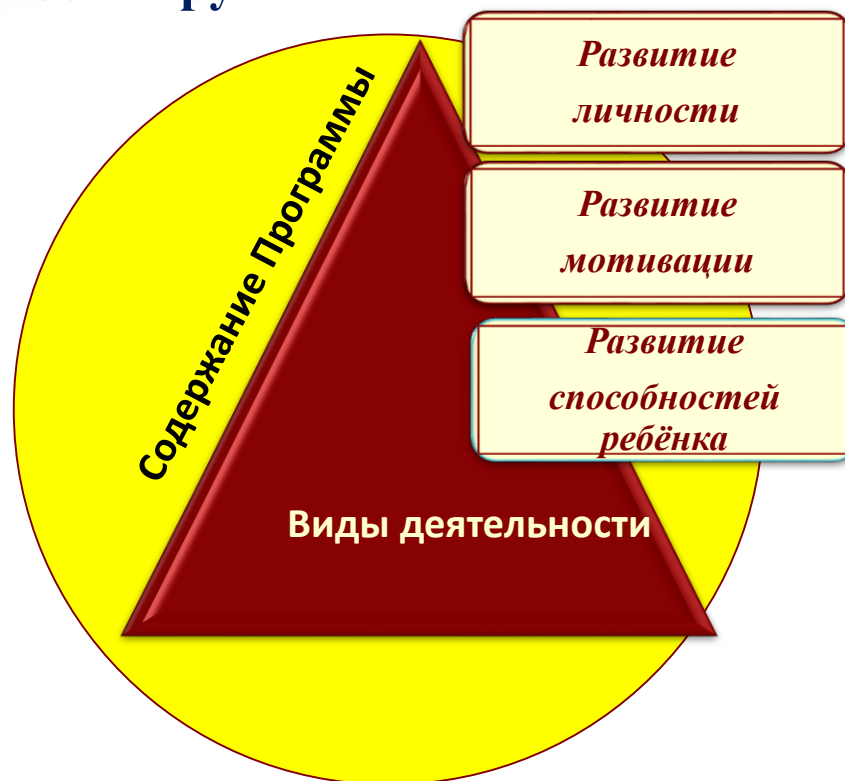 Развитие
личности
Развитие
мотивации
Развитие
способностей
ребёнка
Содержание Программы
Виды деятельности